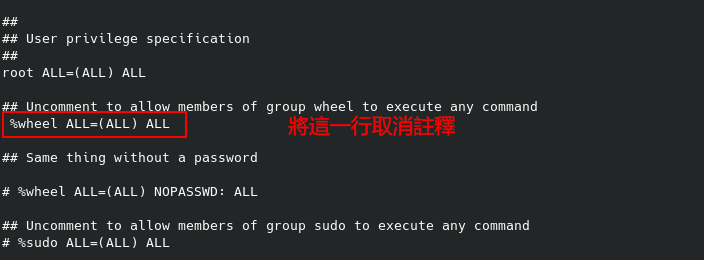 ##
## User privilege specification
##
root ALL=(ALL) ALL
## Uncomment to allow members of group wheel to execute any command
%wheel ALL=(ALL) ALL
將這一行取消註釋
## Same thing without a password
# %wheel ALL=(ALL) NOPASSWD: ALL
## Uncomment to allow members of group sudo to execute any command
# %sudo ALL=(ALL) ALL